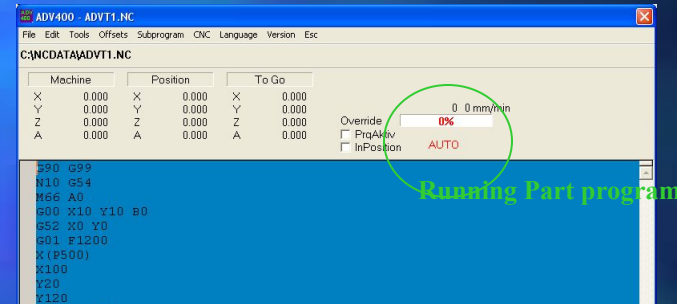 ADV400 - ADVT1.NC
File Edit Tools Offsets Subprogram CNC Language Version Esc
C:\NCDATA\ADVT1.NC
Machine Position To Go
X 0.000 X 0.000 X 0.000
Y 0.000 Y 0.000 Y 0.000
Z 0.000 Z 0.000 Z 0.000
A 0.000 A 0.000 A 0.000
0 0 mm/min
Override 0%
PrgAktiv
InPosition AUTO
G90 G99
N10 G54
M66 A0
G00 X10 Y10 B0
G52 X0 Y0
G01 F1200
X(P500)
X100
Y20
Y120
Running Part program